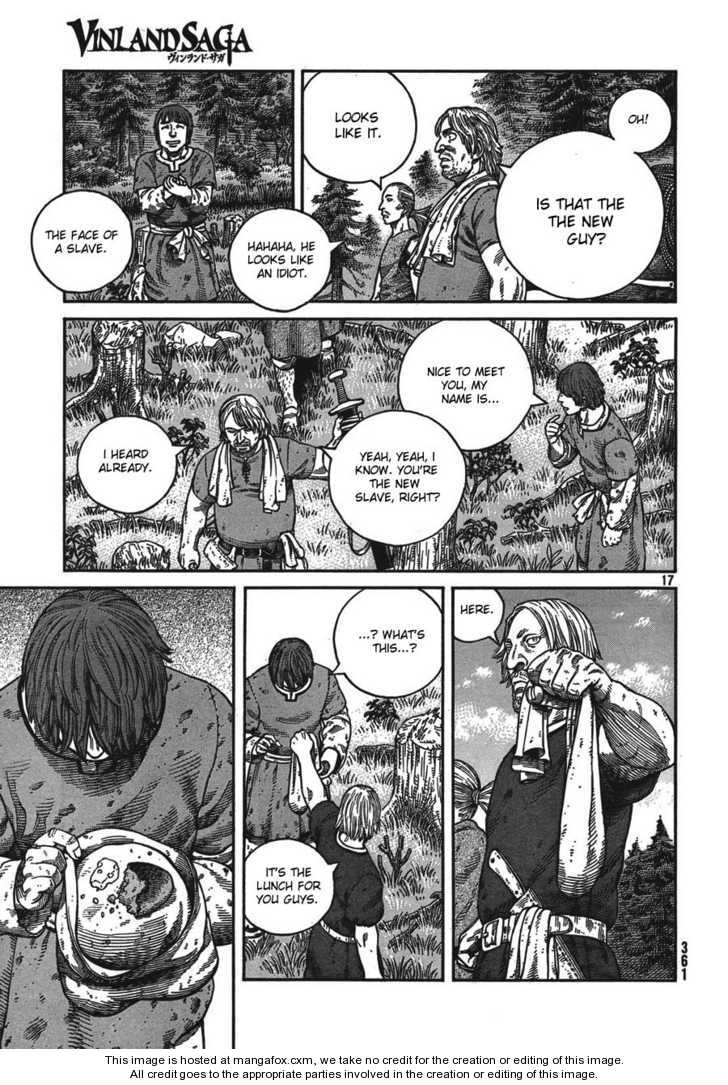 VINLAND SAGA
ヴィンランド・サガ
OH!
IS THAT THE
THE NEW
GUY?
LOOKS
LIKE IT.
HAHAHA, HE
LOOKS LIKE
AN IDIOT.
THE FACE OF
A SLAVE.
NICE TO MEET
YOU, MY
NAME IS...
YEAH, YEAH, I
KNOW. YOU'RE
THE NEW
SLAVE, RIGHT?
I HEARD
ALREADY.
17
HERE.
...? WHAT'S
THIS...?
IT'S THE
LUNCH FOR
YOU GUYS.
361
This image is hosted at mangafox.cxm, we take no credit for the creation or editing of this image.
All credit goes to the appropriate parties involved in the creation or editing of this image.